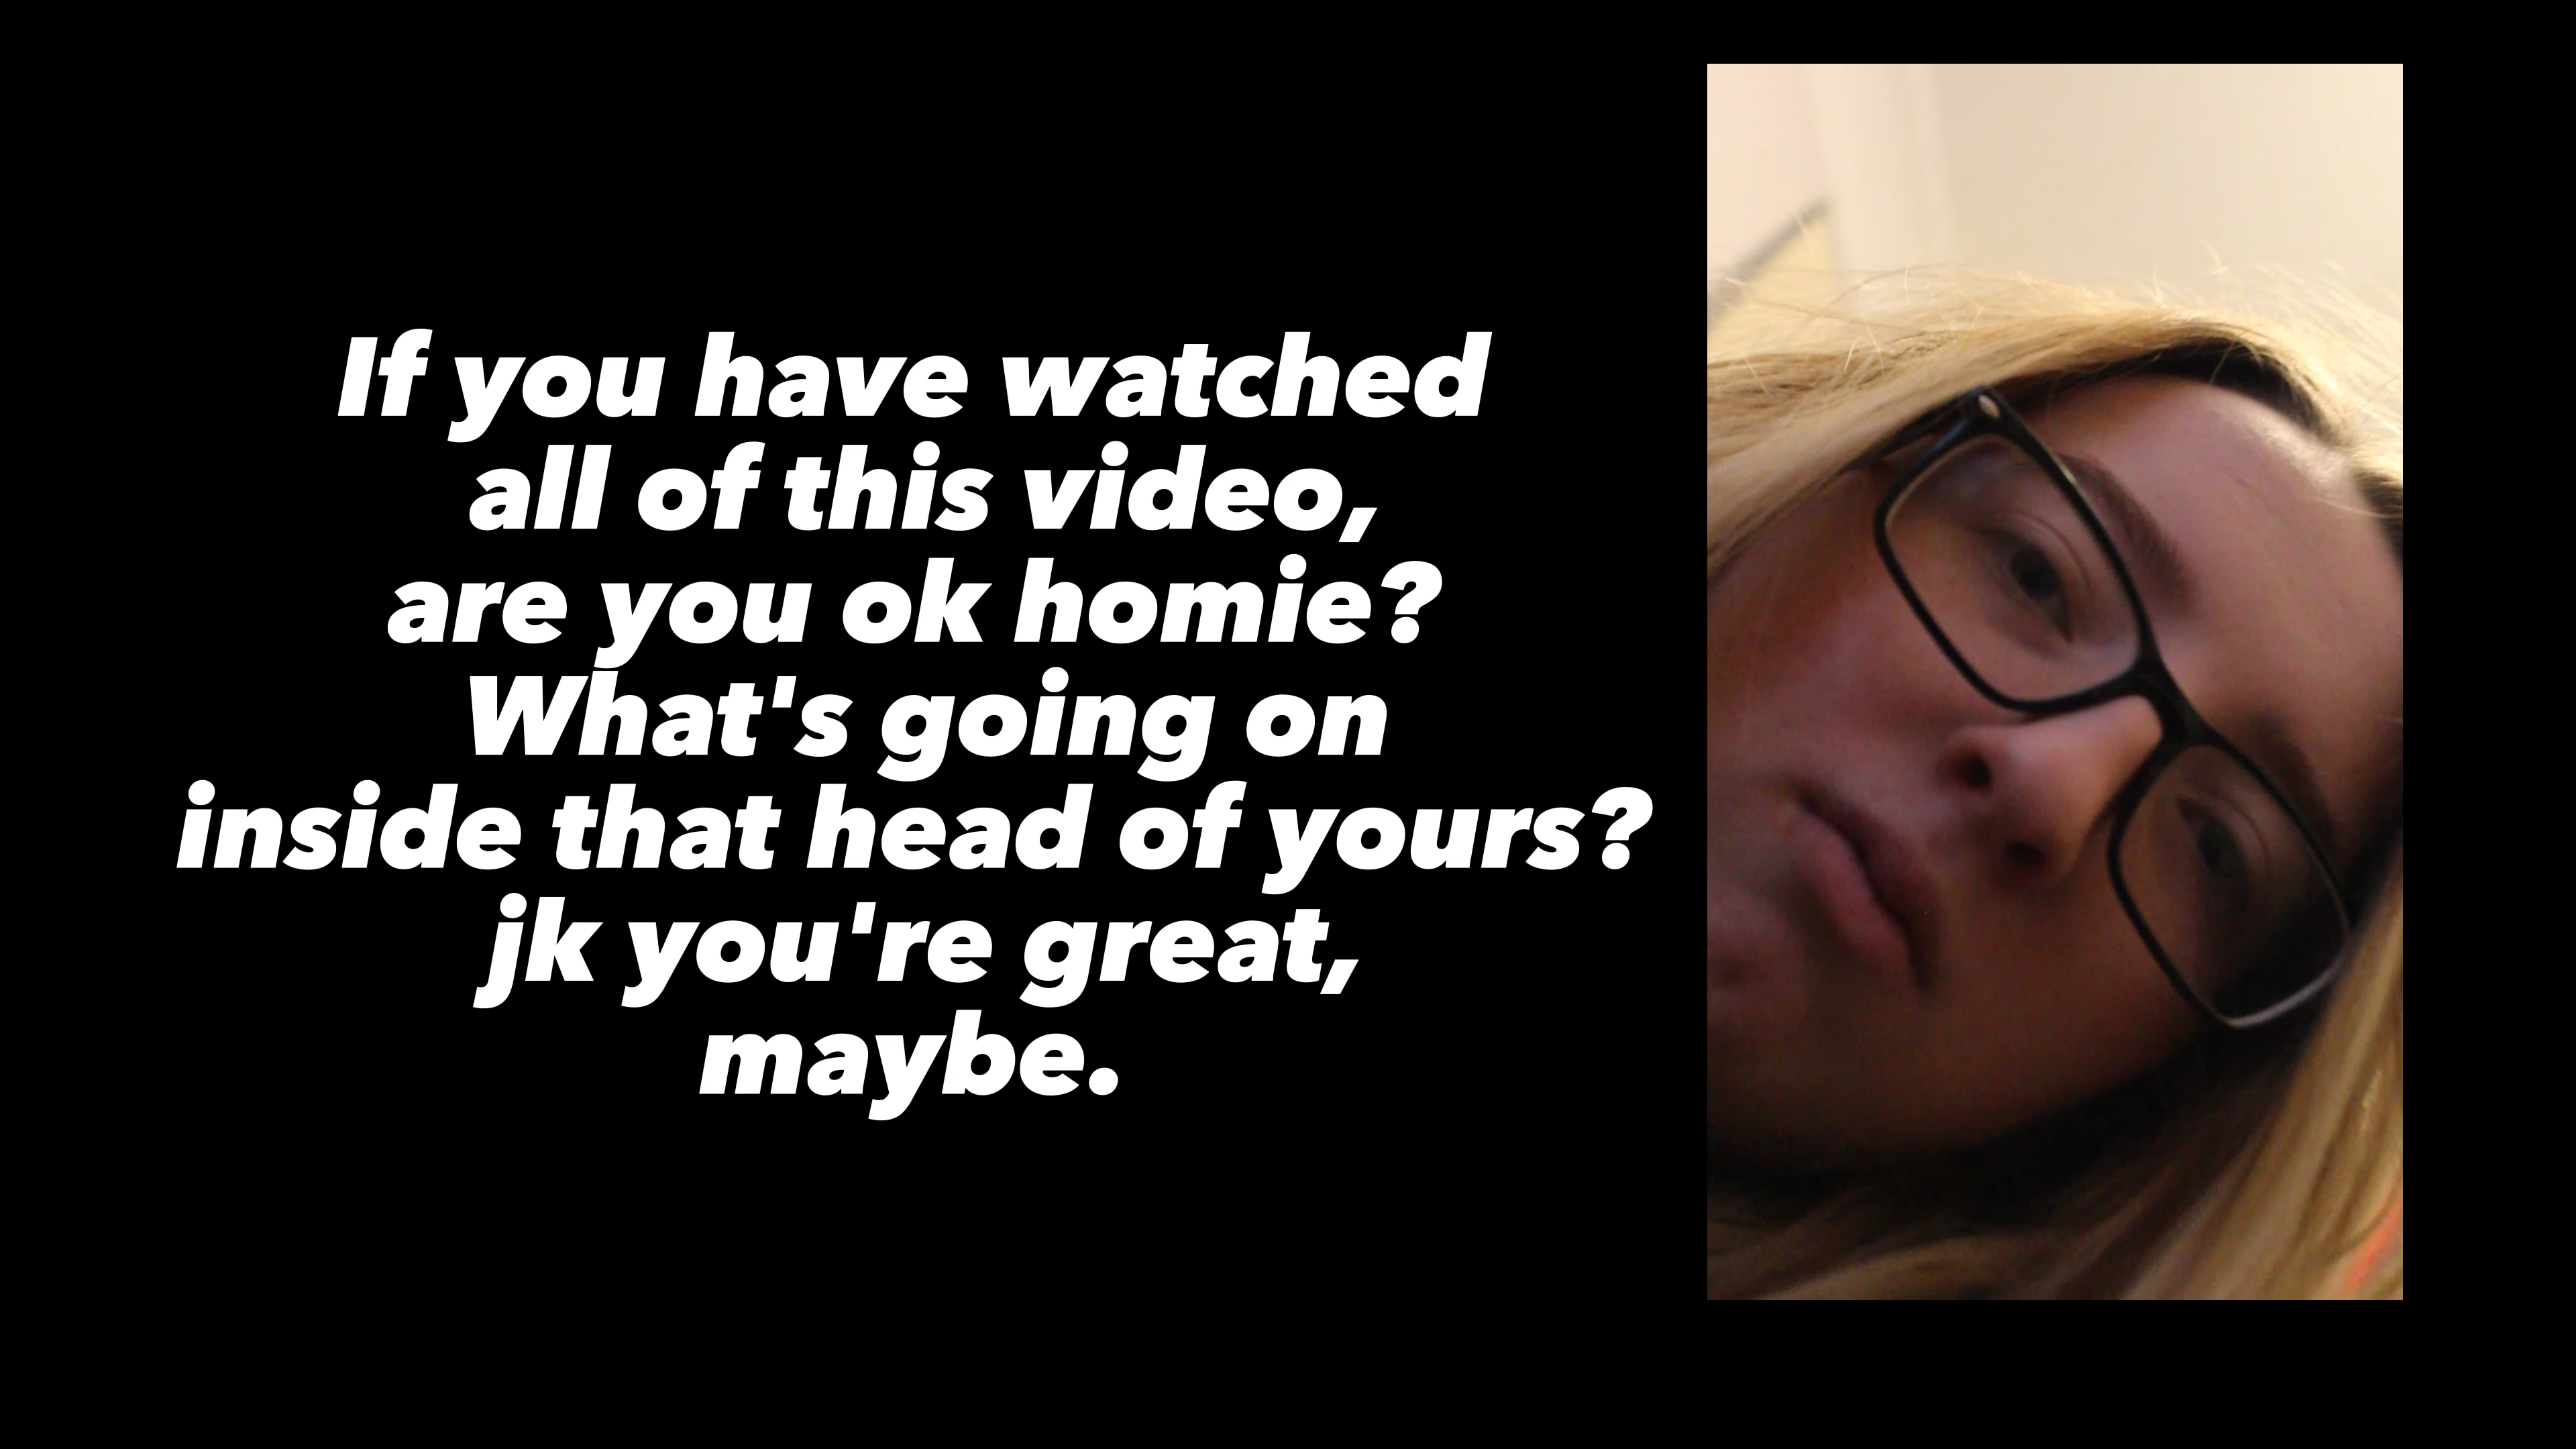 If you have watched
all of this video,
are you ok homie?
What's going on
inside that head of yours?
jk you're great,
maybe.